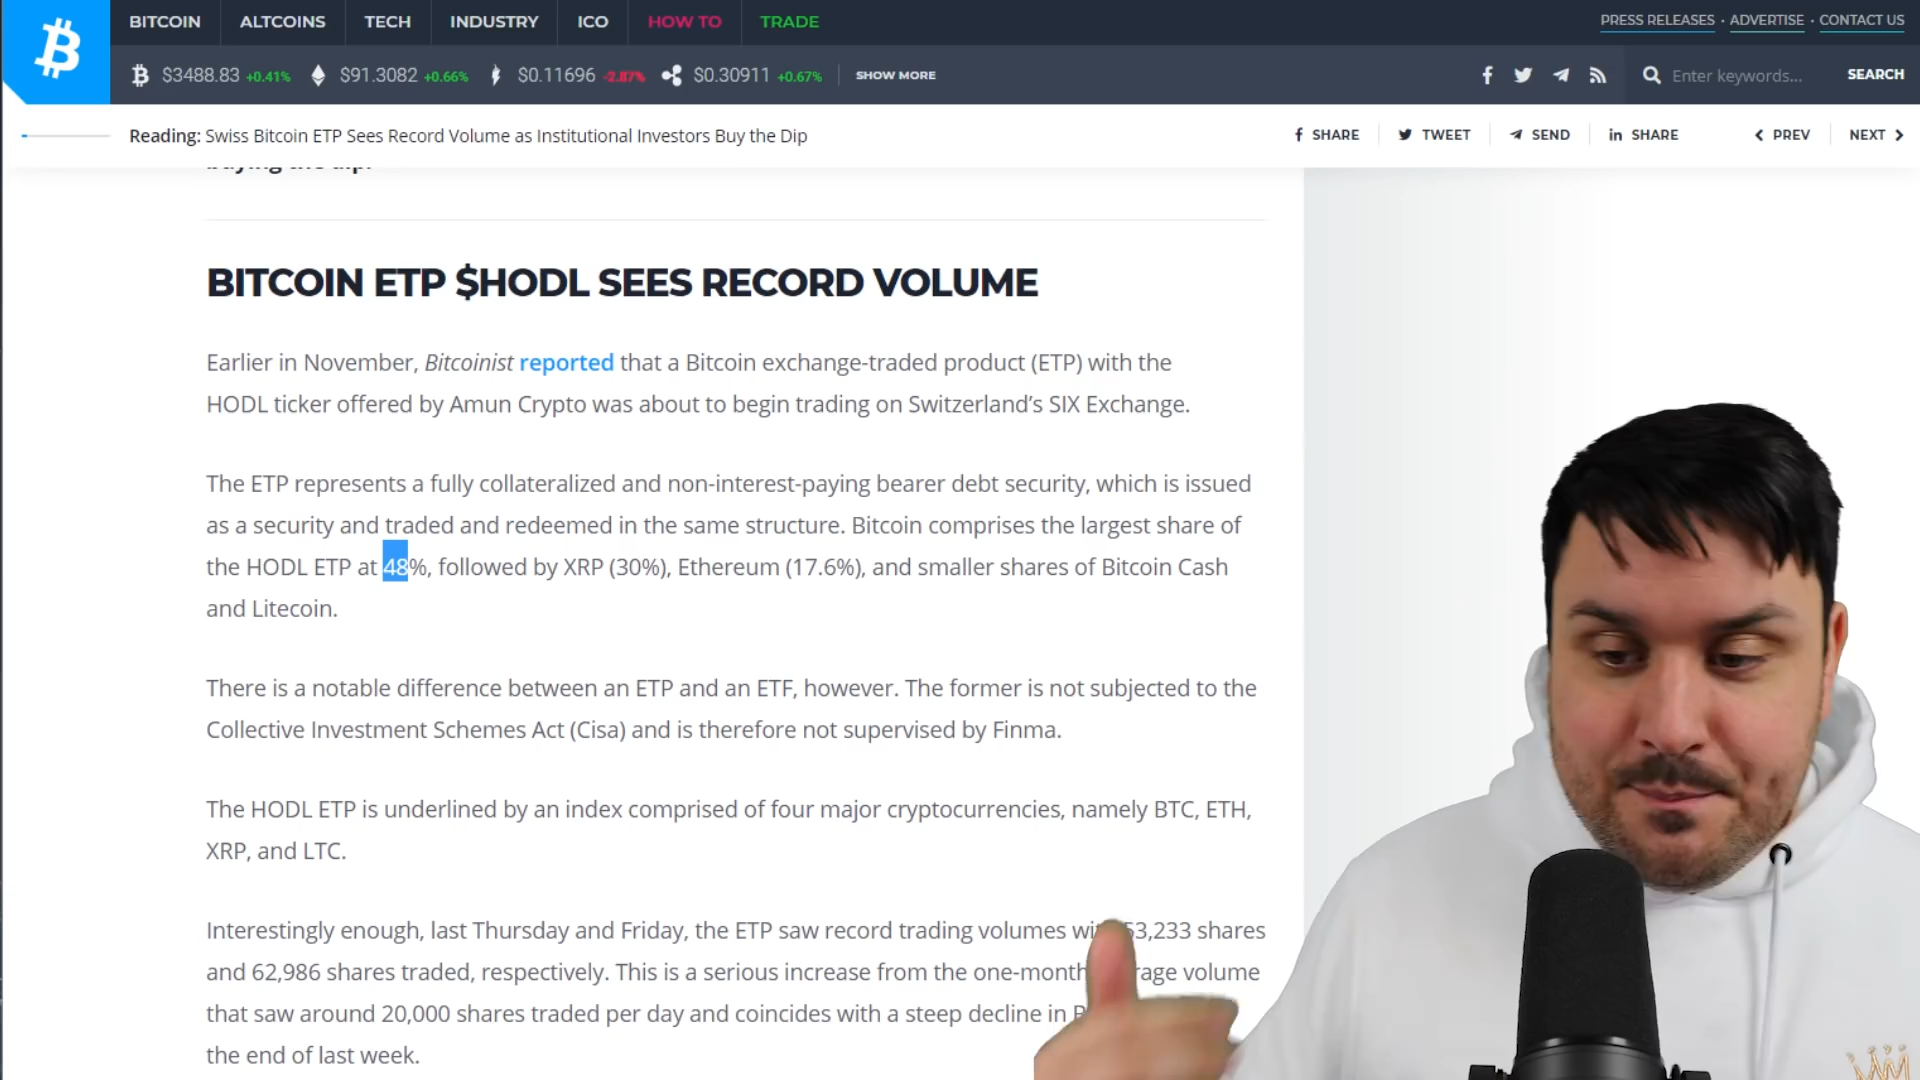 BITCOIN ALTCOINS TECH INDUSTRY ICO HOW TO TRADE
PRESS RELEASES · ADVERTISE · CONTACT US
$3488.83 +0.41% $91.3082 +0.66% $0.11696 -2.87% $0.30911 +0.67% SHOW MORE
Enter keywords... SEARCH
Reading: Swiss Bitcoin ETP Sees Record Volume as Institutional Investors Buy the Dip
SHARE TWEET SEND SHARE PREV NEXT
buying the dip.
BITCOIN ETP $HODL SEES RECORD VOLUME
Earlier in November, Bitcoinist reported that a Bitcoin exchange-traded product (ETP) with the
HODL ticker offered by Amun Crypto was about to begin trading on Switzerland's SIX Exchange.
The ETP represents a fully collateralized and non-interest-paying bearer debt security, which is issued
as a security and traded and redeemed in the same structure. Bitcoin comprises the largest share of
the HODL ETP at 48%, followed by XRP (30%), Ethereum (17.6%), and smaller shares of Bitcoin Cash
and Litecoin.
There is a notable difference between an ETP and an ETF, however. The former is not subjected to the
Collective Investment Schemes Act (Cisa) and is therefore not supervised by Finma.
The HODL ETP is underlined by an index comprised of four major cryptocurrencies, namely BTC, ETH,
XRP, and LTC.
Interestingly enough, last Thursday and Friday, the ETP saw record trading volumes 53,233 shares
and 62,986 shares traded, respectively. This is a serious increase from the one-month volume
that saw around 20,000 shares traded per day and coincides with a steep decline in
the end of last week.